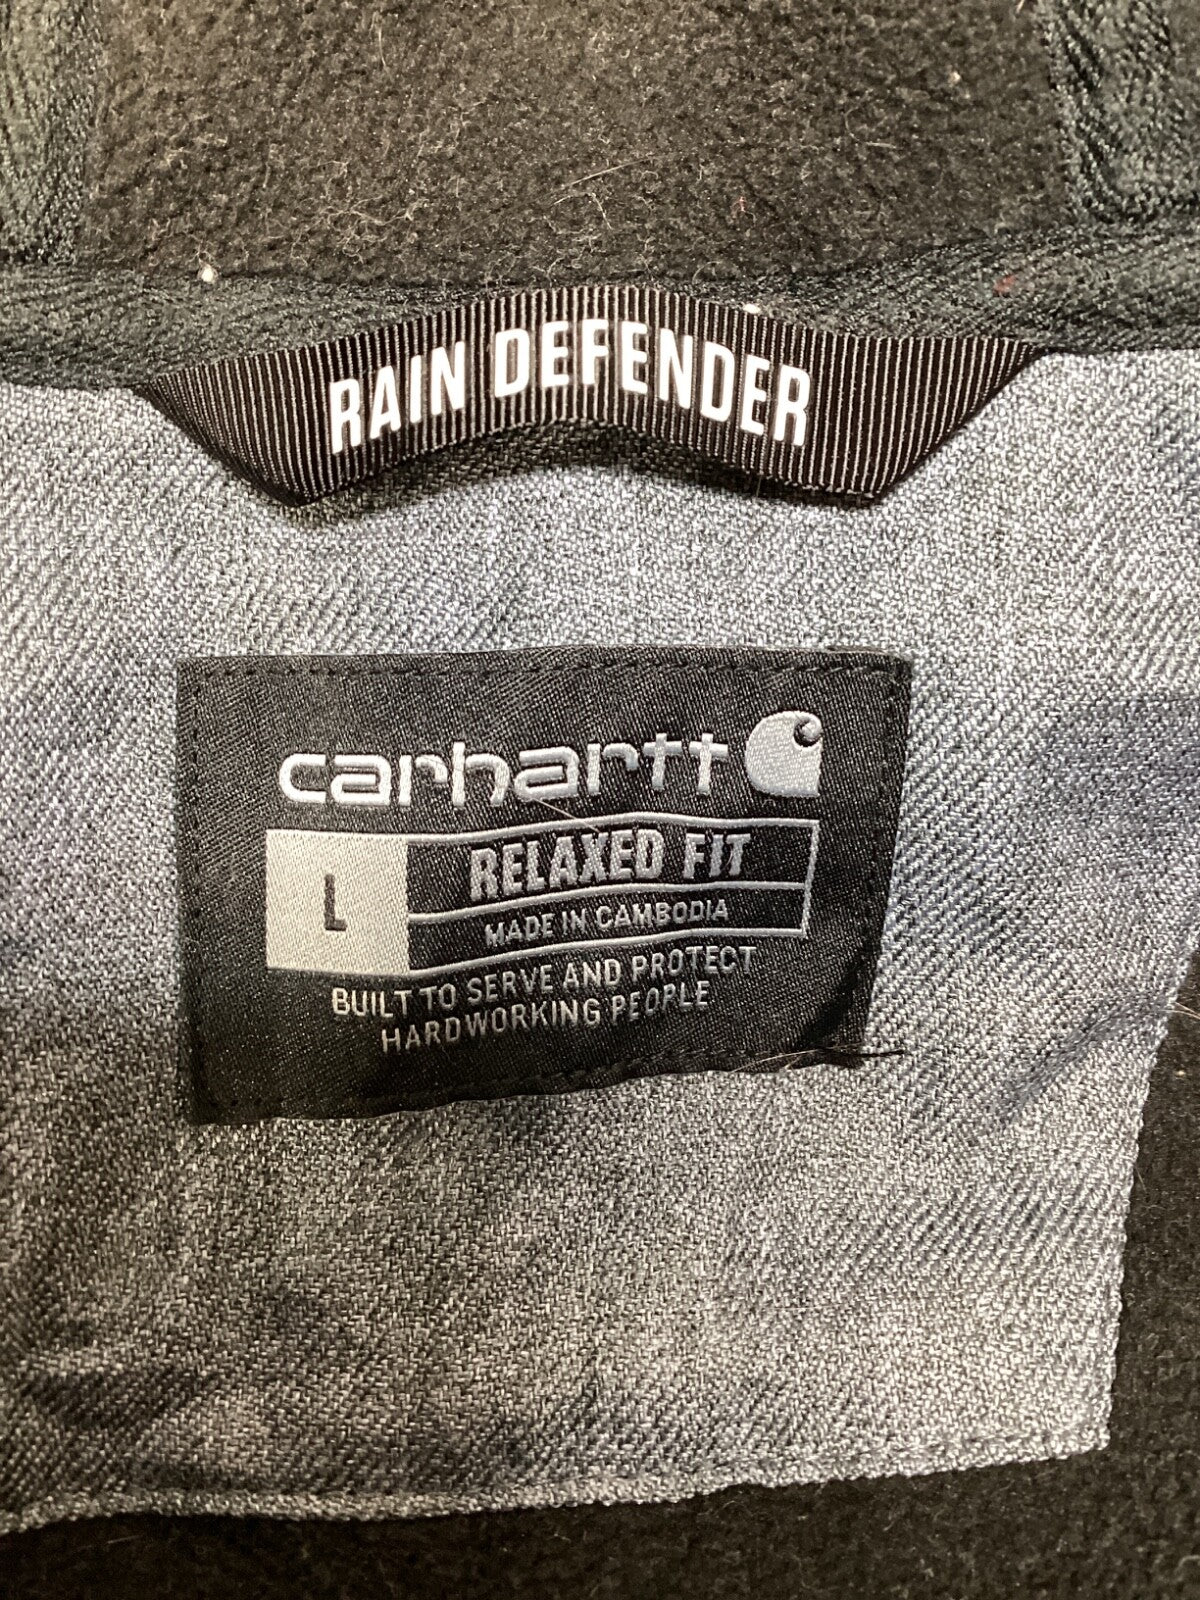 RAIN DEFENDER
carhartt
L
RELAXED FIT
MADE IN CAMBODIA
BUILT TO SERVE AND PROTECT
HARDWORKING PEOPLE